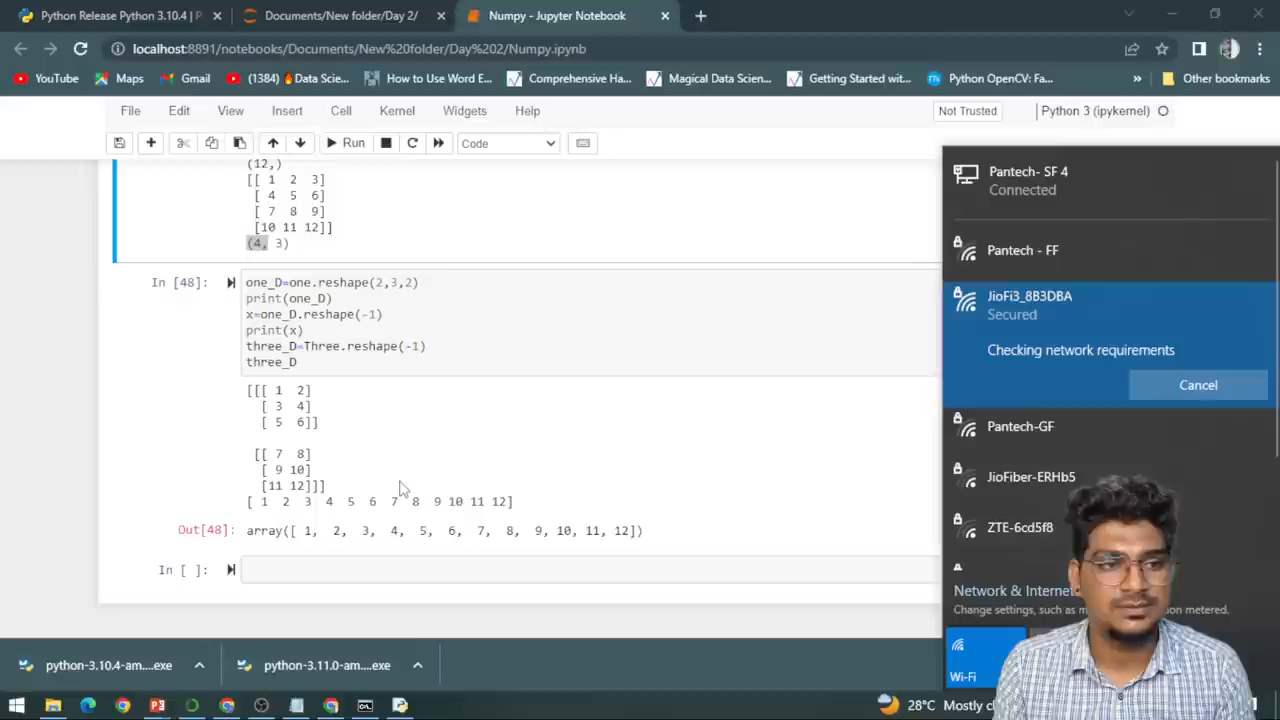 Python Release Python 3.10.4 |
Documents/New folder/Day 2/
Numpy - Jupyter Notebook
localhost:8891/notebooks/Documents/New%20folder/Day%202/Numpy.ipynb
YouTube
Maps
Gmail
(1384) 🔥Data Scie...
How to Use Word E...
Comprehensive Ha...
Magical Data Scien...
Getting Started wit...
Python OpenCV: Fa...
»
Other bookmarks
File Edit View Insert Cell Kernel Widgets Help
Not Trusted
Python 3 (ipykernel)
Run
Code
(12,)
[[ 1 2 3]
[ 4 5 6]
[ 7 8 9]
[10 11 12]]
(4, 3)
In [48]:
one_D=one.reshape(2,3,2)
print(one_D)
x=one_D.reshape(-1)
print(x)
three_D=Three.reshape(-1)
three_D
[[[ 1 2]
[ 3 4]
[ 5 6]]
[[ 7 8]
[ 9 10]
[11 12]]]
[ 1 2 3 4 5 6 7 8 9 10 11 12]
Out[48]: array([ 1, 2, 3, 4, 5, 6, 7, 8, 9, 10, 11, 12])
In [ ]:
Pantech- SF 4
Connected
Pantech - FF
JioFi3_8B3DBA
Secured
Checking network requirements
Cancel
Pantech-GF
JioFiber-ERHb5
ZTE-6cd5f8
Network & Internet
Change settings, such as m
on metered.
Wi-Fi
python-3.10.4-am....exe
python-3.11.0-am....exe
28°C Mostly